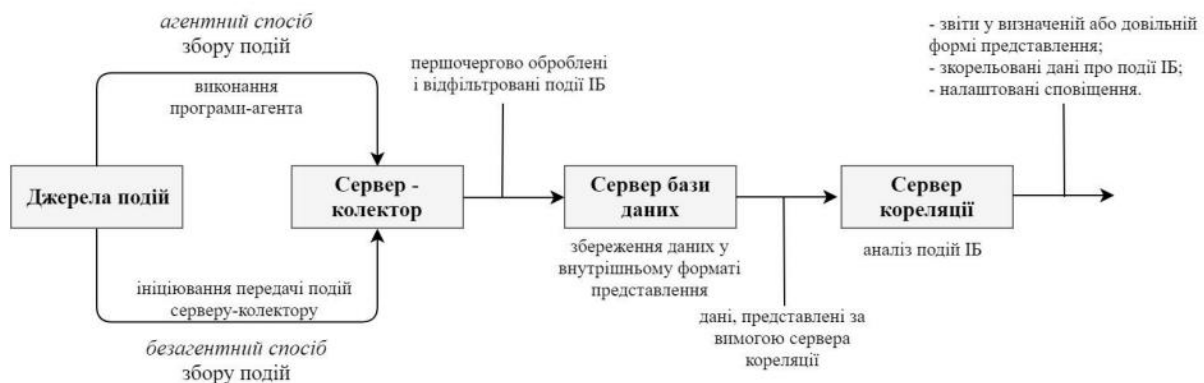 агентний спосіб
збору подій
виконання
програми-агента
Джерела подій
ініціювання передачі подій
серверу-колектору
безагентний спосіб
збору подій
Сервер -
колектор
першочергово оброблені
і відфільтровані події ІБ
Сервер бази
даних
збереження даних у
внутрішньому форматі
представлення
дані, представлені за
вимогою сервера
кореляції
Сервер
кореляції
аналіз подій ІБ
- звіти у визначеній або довільній
формі представлення;
- зкорельовані дані про події ІБ;
- налаштовані сповіщення.